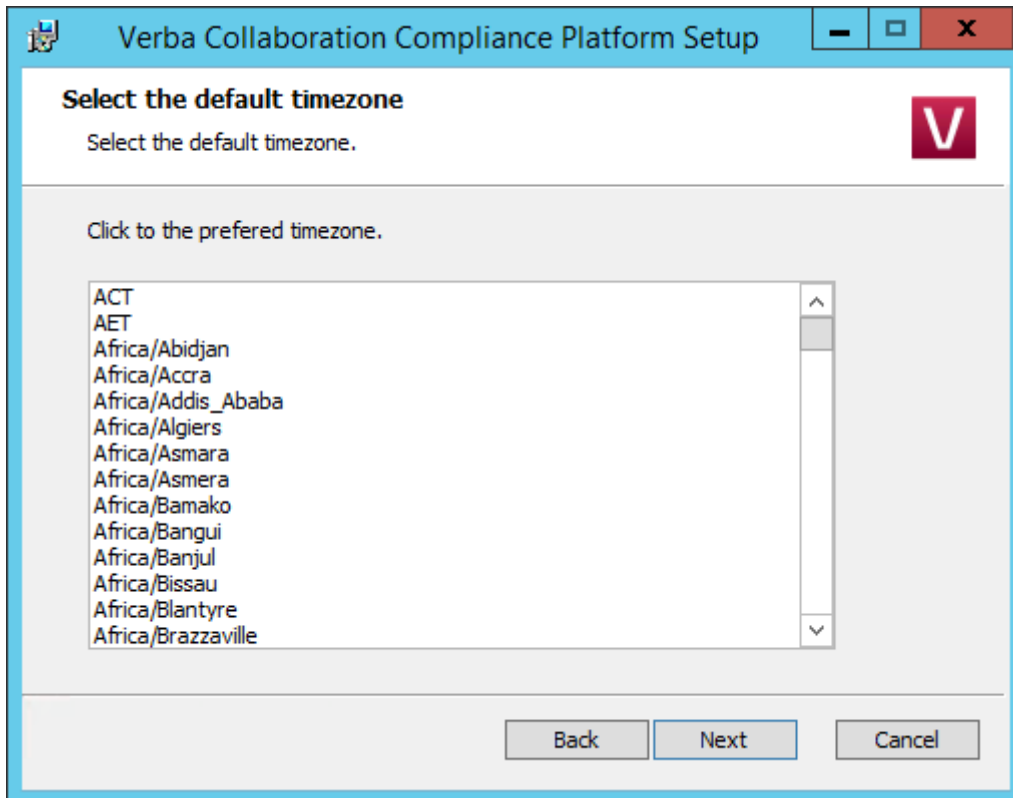 Verba Collaboration Compliance Platform Setup
Select the default timezone
Select the default timezone.
V
Click to the prefered timezone.
ACT
AET
Africa/Abidjan
Africa/Accra
Africa/Addis_Ababa
Africa/Algiers
Africa/Asmara
Africa/Asmera
Africa/Bamako
Africa/Bangui
Africa/Banjul
Africa/Bissau
Africa/Blantyre
Africa/Brazzaville
Back Next Cancel